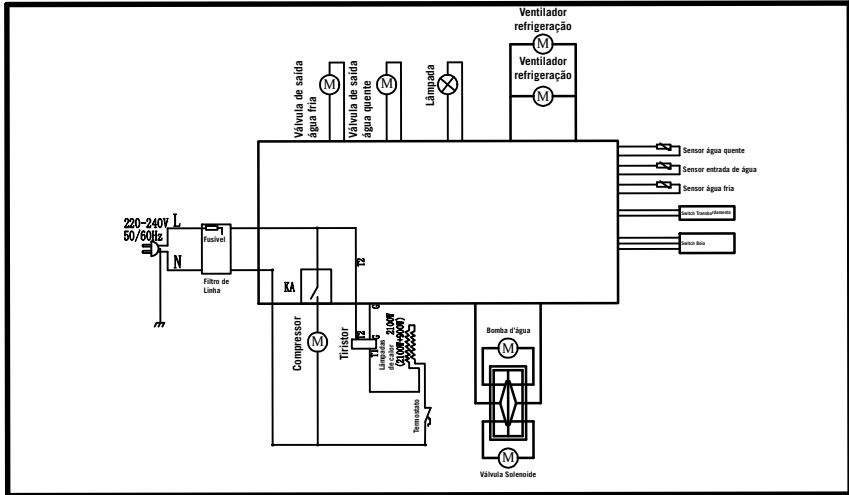 Ventilador
refrigeração
M
Ventilador
refrigeração
M
Válvula de saída
água fria
M
Válvula de saída
água quente
M
Lâmpada
Sensor água quente
Sensor entrada de água
Sensor água fria
Switch Transbordamento
Switch Boia
220-240V
50/60Hz
L
N
Fusível
Filtro de
Linha
KA
T2
G
Compressor
M
Tiristor
T2
G
T1
Lâmpadas
de calor
2100W
(2100W+900W)
Termostato
Bomba d'água
M
M
Válvula Solenoide